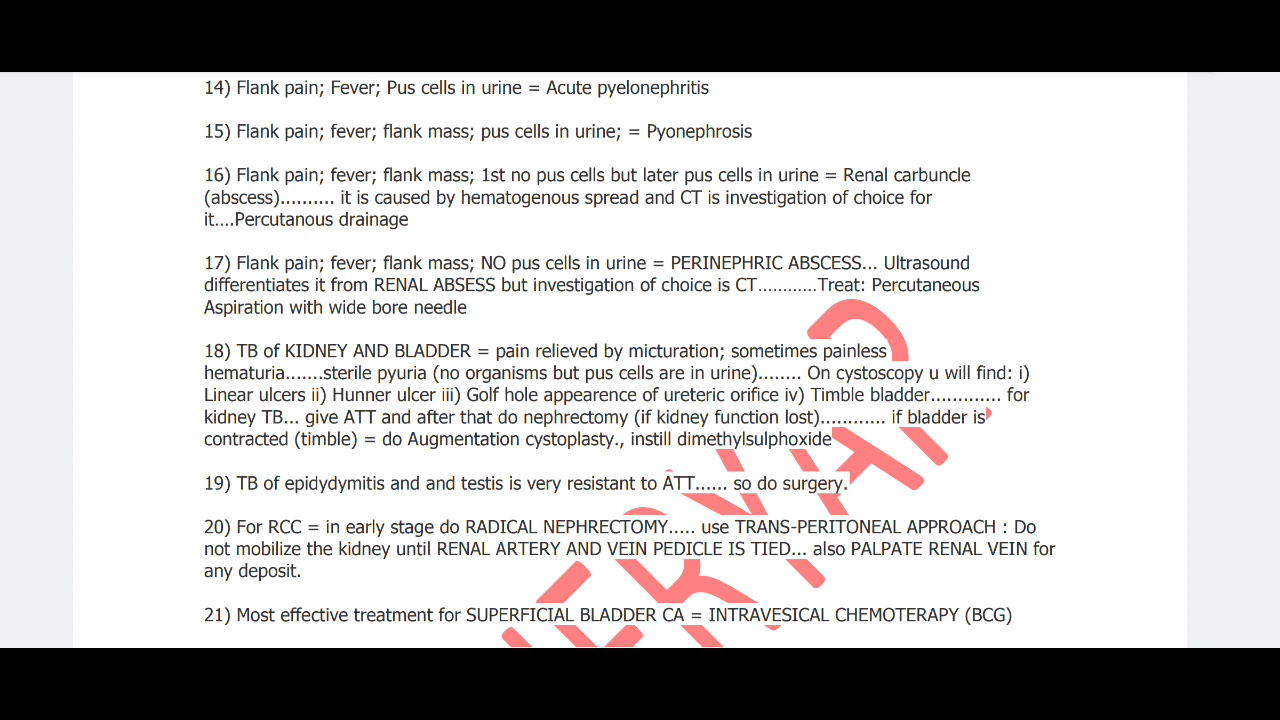 14) Flank pain; Fever; Pus cells in urine = Acute pyelonephritis
15) Flank pain; fever; flank mass; pus cells in urine; = Pyonephrosis
16) Flank pain; fever; flank mass; 1st no pus cells but later pus cells in urine = Renal carbuncle
(abscess).......... it is caused by hematogenous spread and CT is investigation of choice for
it....Percutanous drainage
17) Flank pain; fever; flank mass; NO pus cells in urine = PERINEPHRIC ABSCESS... Ultrasound
differentiates it from RENAL ABSESS but investigation of choice is CT............Treat: Percutaneous
Aspiration with wide bore needle
18) TB of KIDNEY AND BLADDER = pain relieved by micturation; sometimes painless
hematuria.......sterile pyuria (no organisms but pus cells are in urine)........ On cystoscopy u will find: i)
Linear ulcers ii) Hunner ulcer iii) Golf hole appearence of ureteric orifice iv) Timble bladder............. for
kidney TB... give ATT and after that do nephrectomy (if kidney function lost)............ if bladder is
contracted (timble) = do Augmentation cystoplasty., instill dimethylsulphoxide
19) TB of epidydymitis and and testis is very resistant to ATT...... so do surgery.
20) For RCC = in early stage do RADICAL NEPHRECTOMY..... use TRANS-PERITONEAL APPROACH : Do
not mobilize the kidney until RENAL ARTERY AND VEIN PEDICLE IS TIED... also PALPATE RENAL VEIN for
any deposit.
21) Most effective treatment for SUPERFICIAL BLADDER CA = INTRAVESICAL CHEMOTERAPY (BCG)